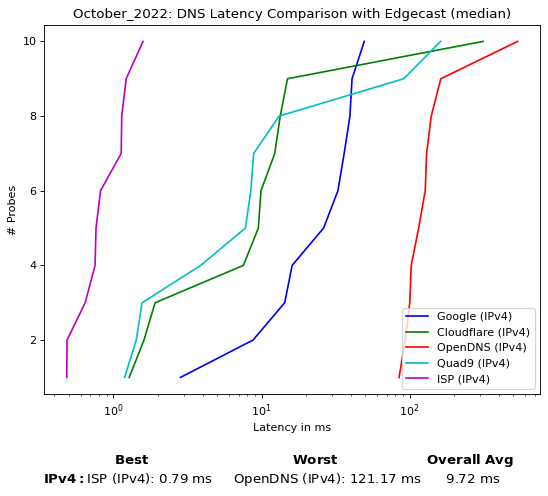 October_2022: DNS Latency Comparison with Edgecast (median)
10
8
6
4
2
# Probes
10⁰
10¹
10²
Latency in ms
Google (IPv4)
Cloudflare (IPv4)
OpenDNS (IPv4)
Quad9 (IPv4)
ISP (IPv4)
Best Worst Overall Avg
IPv4: ISP (IPv4): 0.79 ms OpenDNS (IPv4): 121.17 ms 9.72 ms